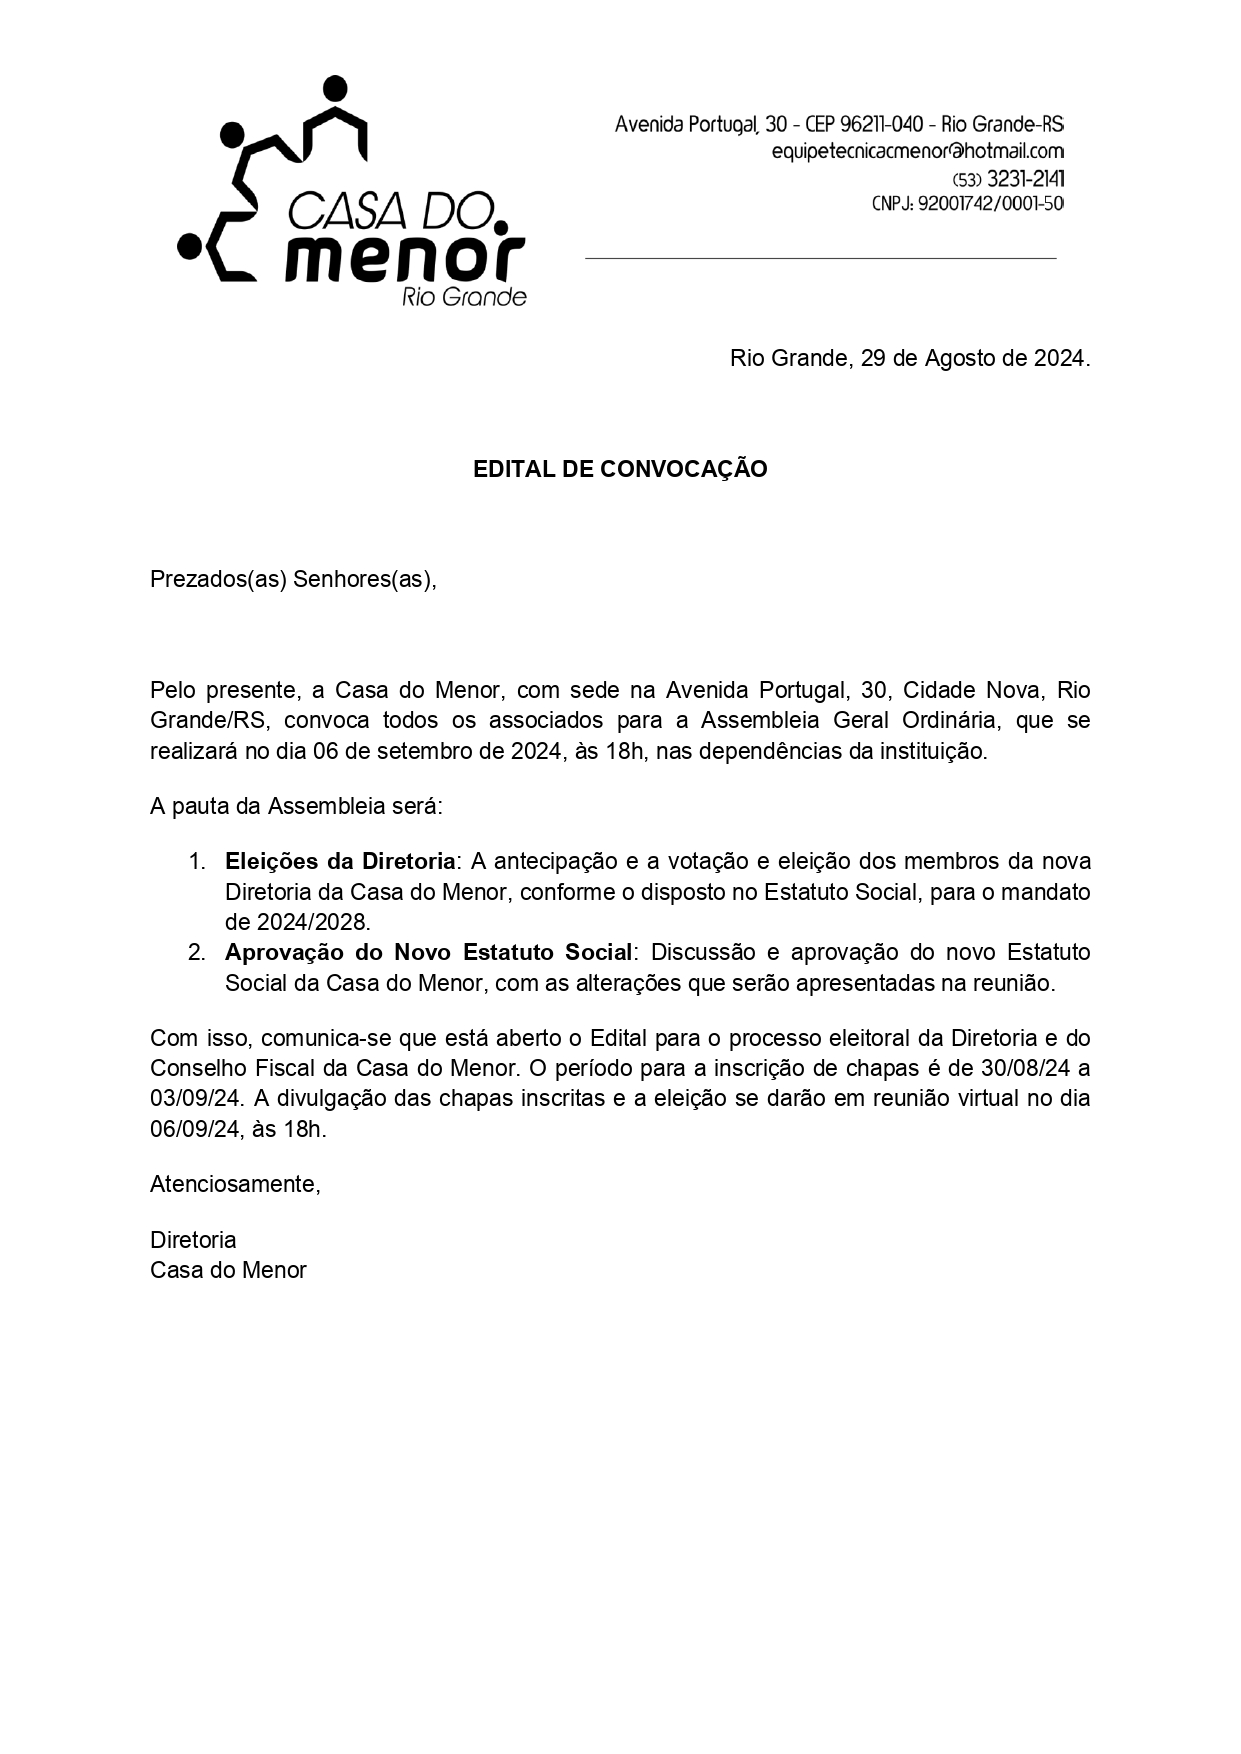 CASA DO
menor
Rio Grande
Avenida Portugal, 30 - CEP 96211-040 - Rio Grande-RS
equipetecnicacmenor@hotmail.com
(53) 3231-2141
CNPJ: 92001742/0001-50
Rio Grande, 29 de Agosto de 2024.
EDITAL DE CONVOCAÇÃO
Prezados(as) Senhores(as),
Pelo presente, a Casa do Menor, com sede na Avenida Portugal, 30, Cidade Nova, Rio
Grande/RS, convoca todos os associados para a Assembleia Geral Ordinária, que se
realizará no dia 06 de setembro de 2024, às 18h, nas dependências da instituição.
A pauta da Assembleia será:
1. Eleições da Diretoria: A antecipação e a votação e eleição dos membros da nova
Diretoria da Casa do Menor, conforme o disposto no Estatuto Social, para o mandato
de 2024/2028.
2. Aprovação do Novo Estatuto Social: Discussão e aprovação do novo Estatuto
Social da Casa do Menor, com as alterações que serão apresentadas na reunião.
Com isso, comunica-se que está aberto o Edital para o processo eleitoral da Diretoria e do
Conselho Fiscal da Casa do Menor. O período para a inscrição de chapas é de 30/08/24 a
03/09/24. A divulgação das chapas inscritas e a eleição se darão em reunião virtual no dia
06/09/24, às 18h.
Atenciosamente,
Diretoria
Casa do Menor